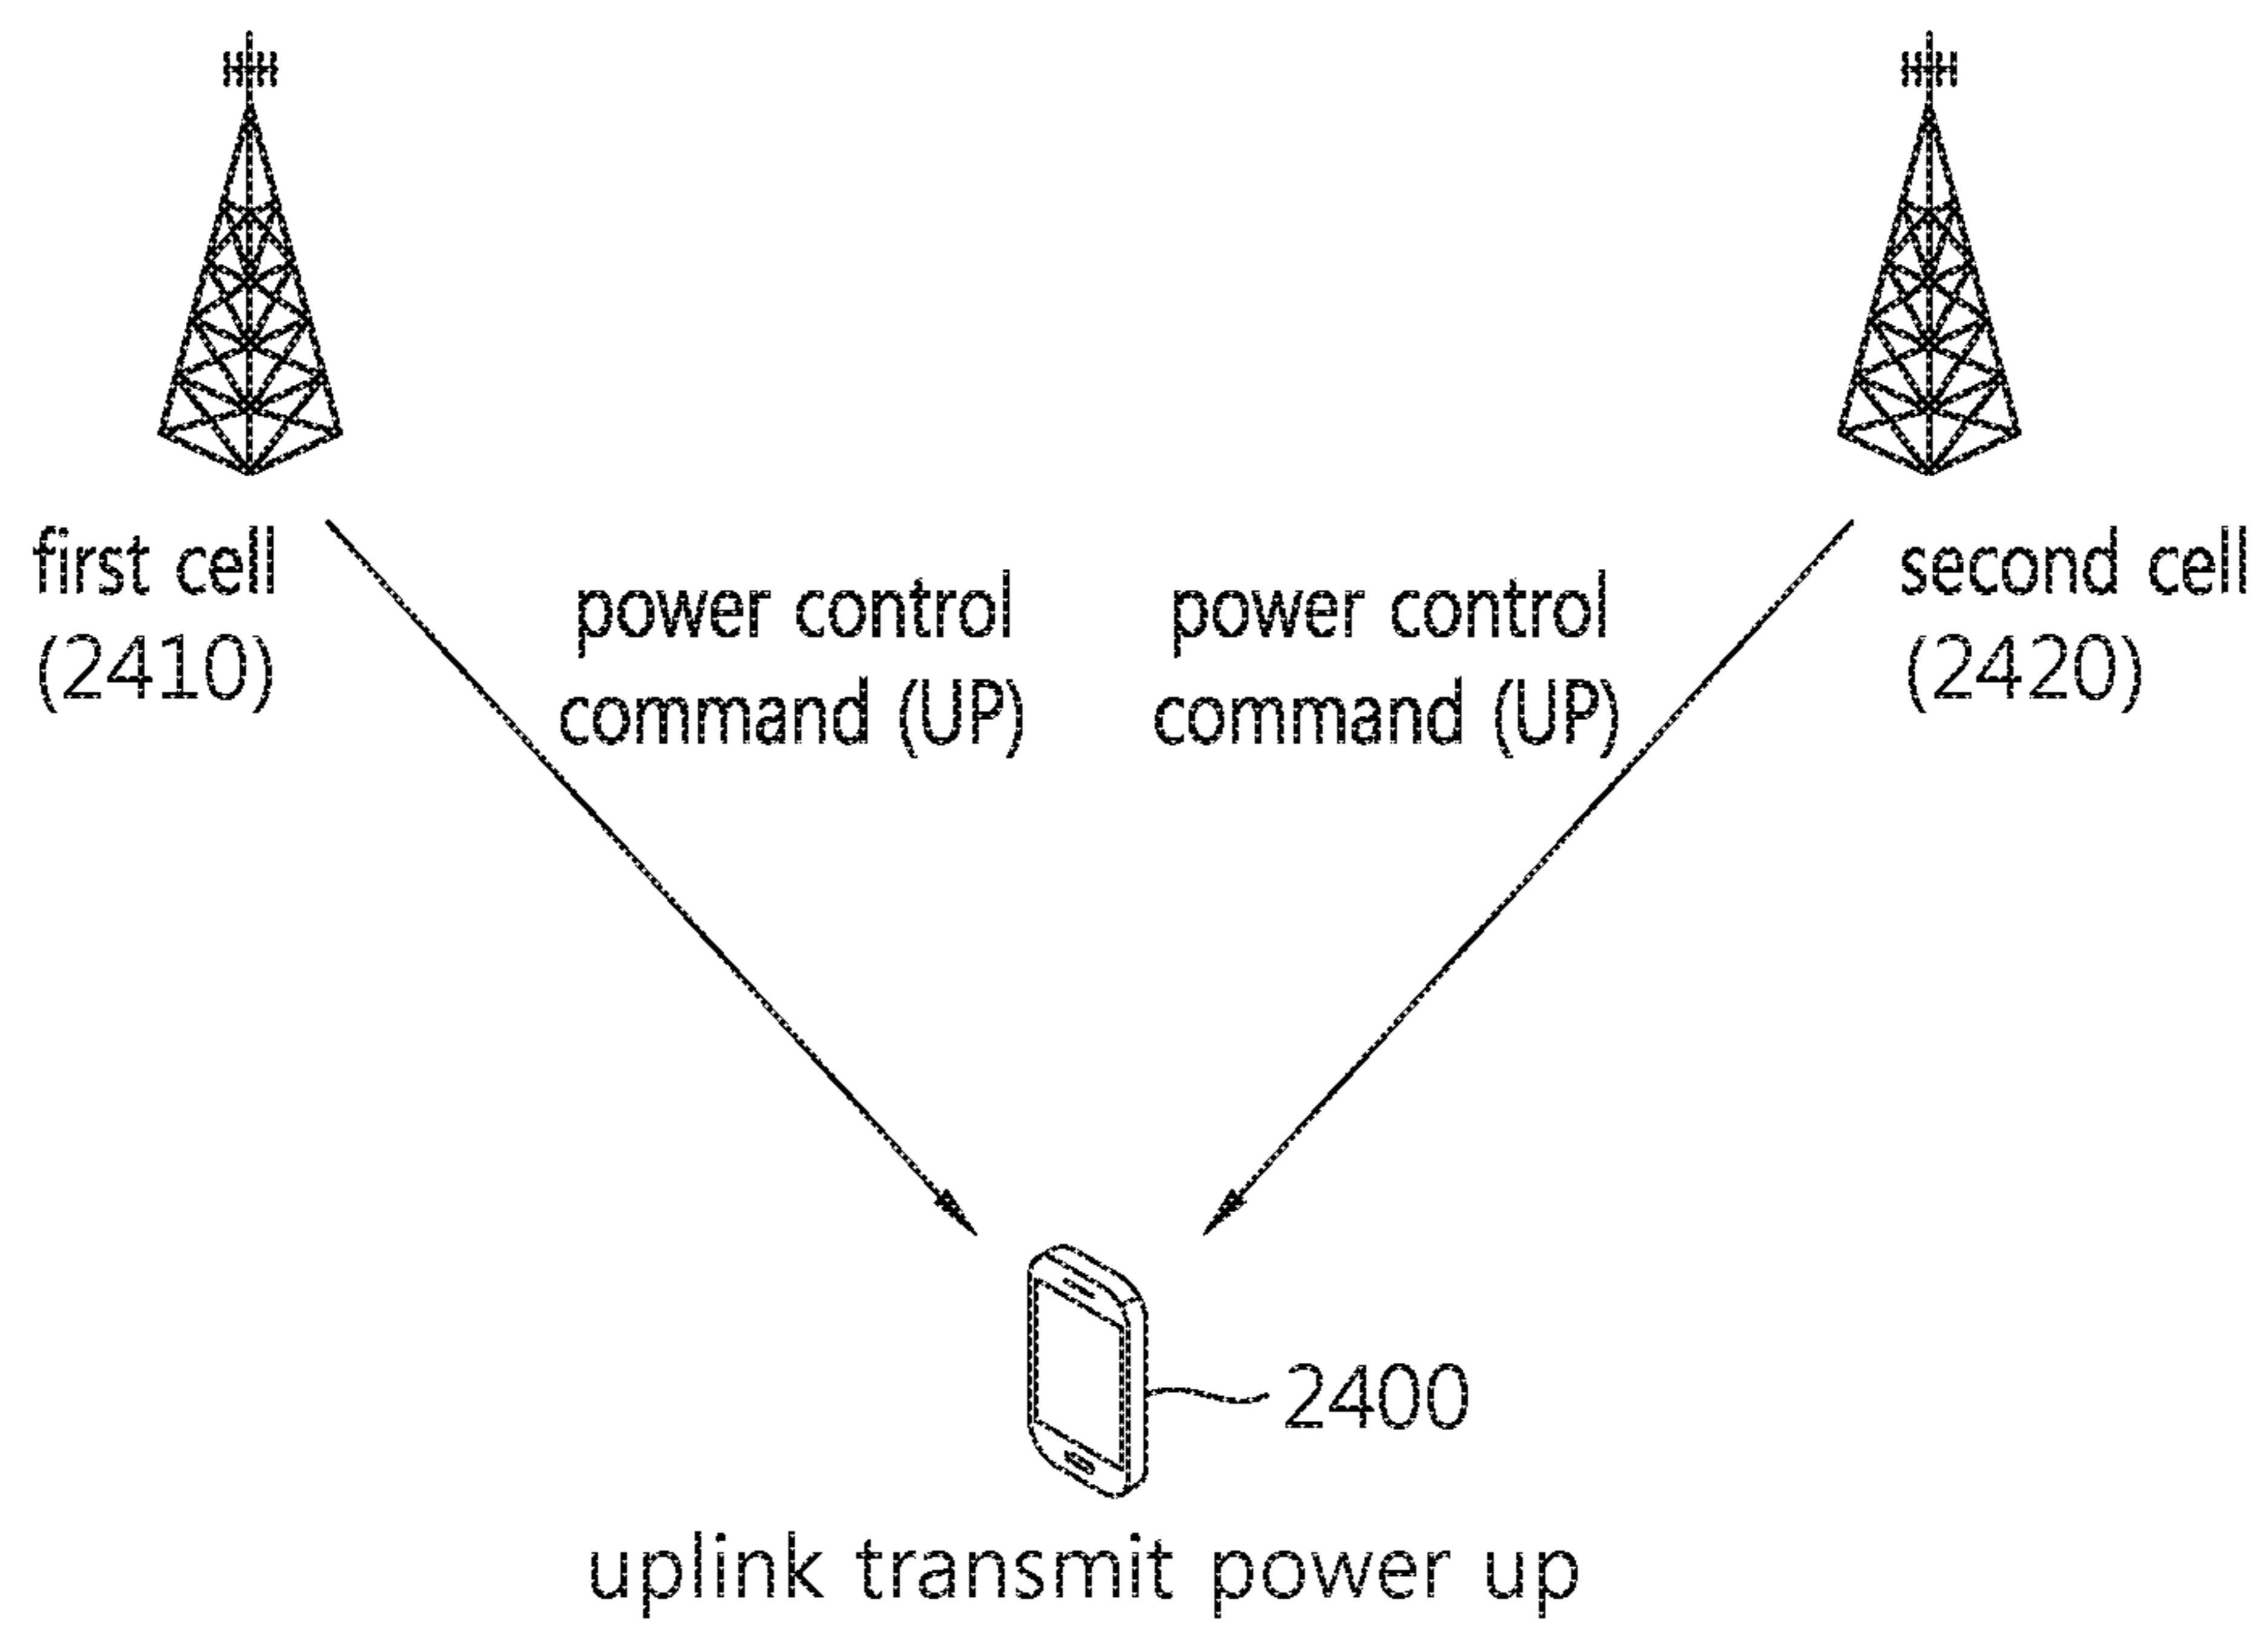 first cell
(2410)
power control
command (UP)
power control
command (UP)
second cell
(2420)
2400
uplink transmit power up